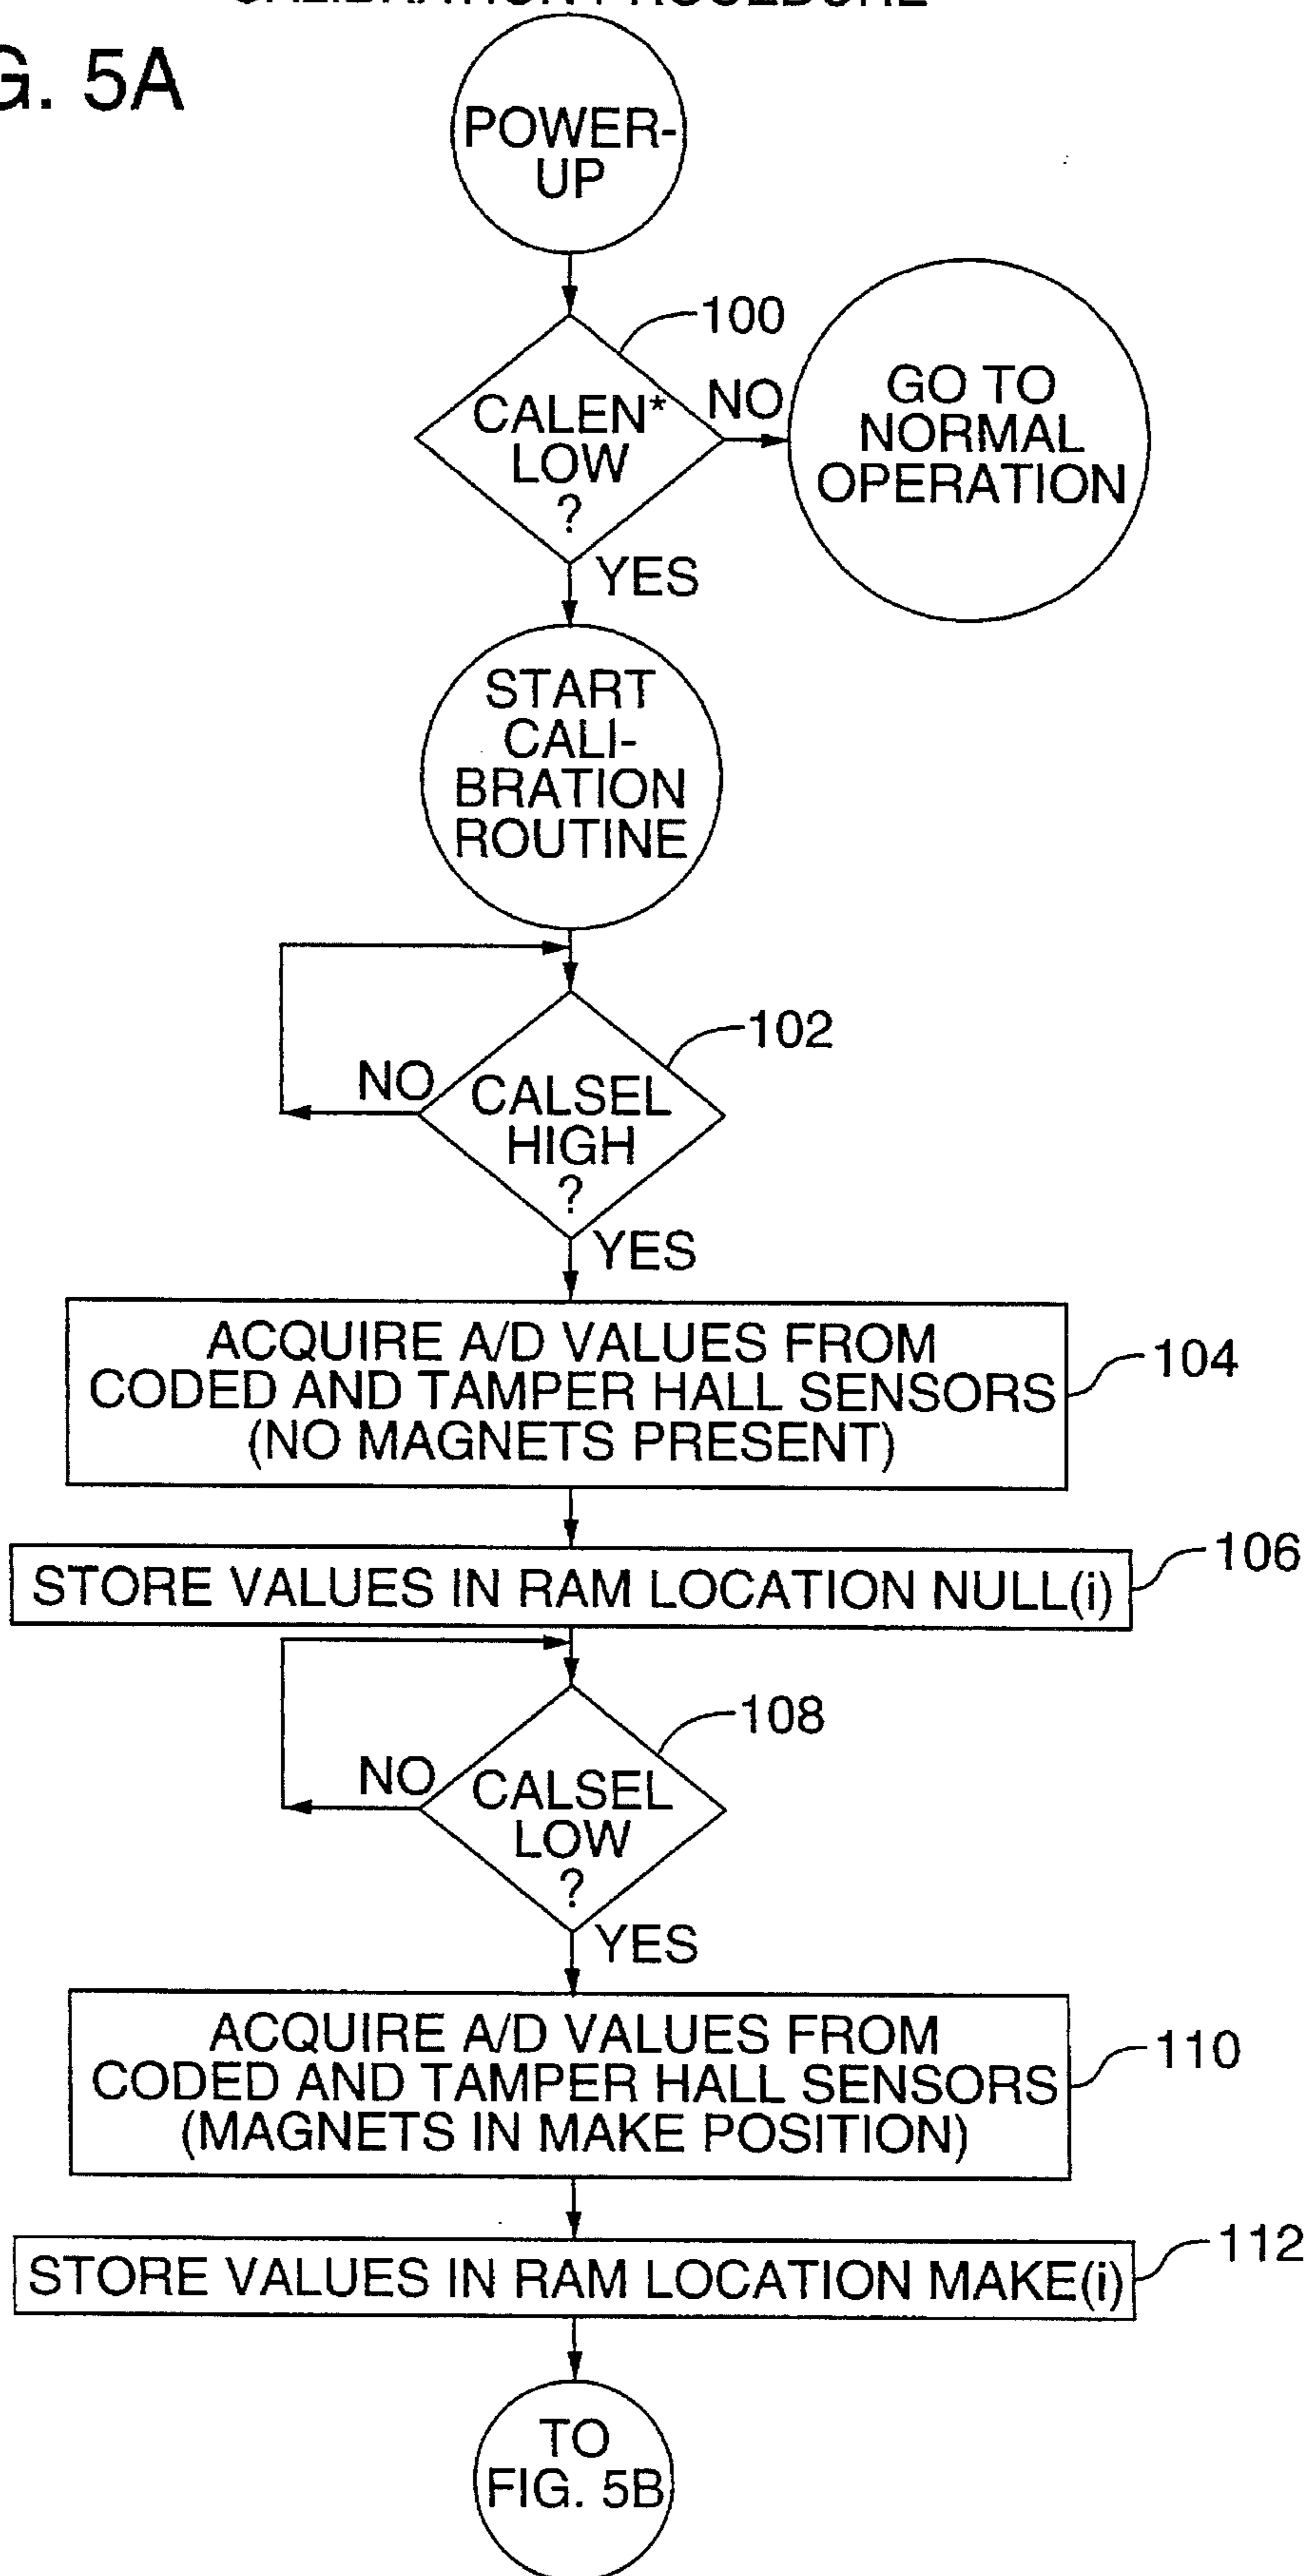 CALIBRATION PROCEDURE
G. 5A
POWER-
UP
100
CALEN*
LOW
?
NO
GO TO
NORMAL
OPERATION
YES
START
CALI-
BRATION
ROUTINE
102
NO
CALSEL
HIGH
?
YES
ACQUIRE A/D VALUES FROM
CODED AND TAMPER HALL SENSORS
(NO MAGNETS PRESENT)
104
STORE VALUES IN RAM LOCATION NULL(i)
106
108
NO
CALSEL
LOW
?
YES
ACQUIRE A/D VALUES FROM
CODED AND TAMPER HALL SENSORS
(MAGNETS IN MAKE POSITION)
110
STORE VALUES IN RAM LOCATION MAKE(i)
112
TO
FIG. 5B